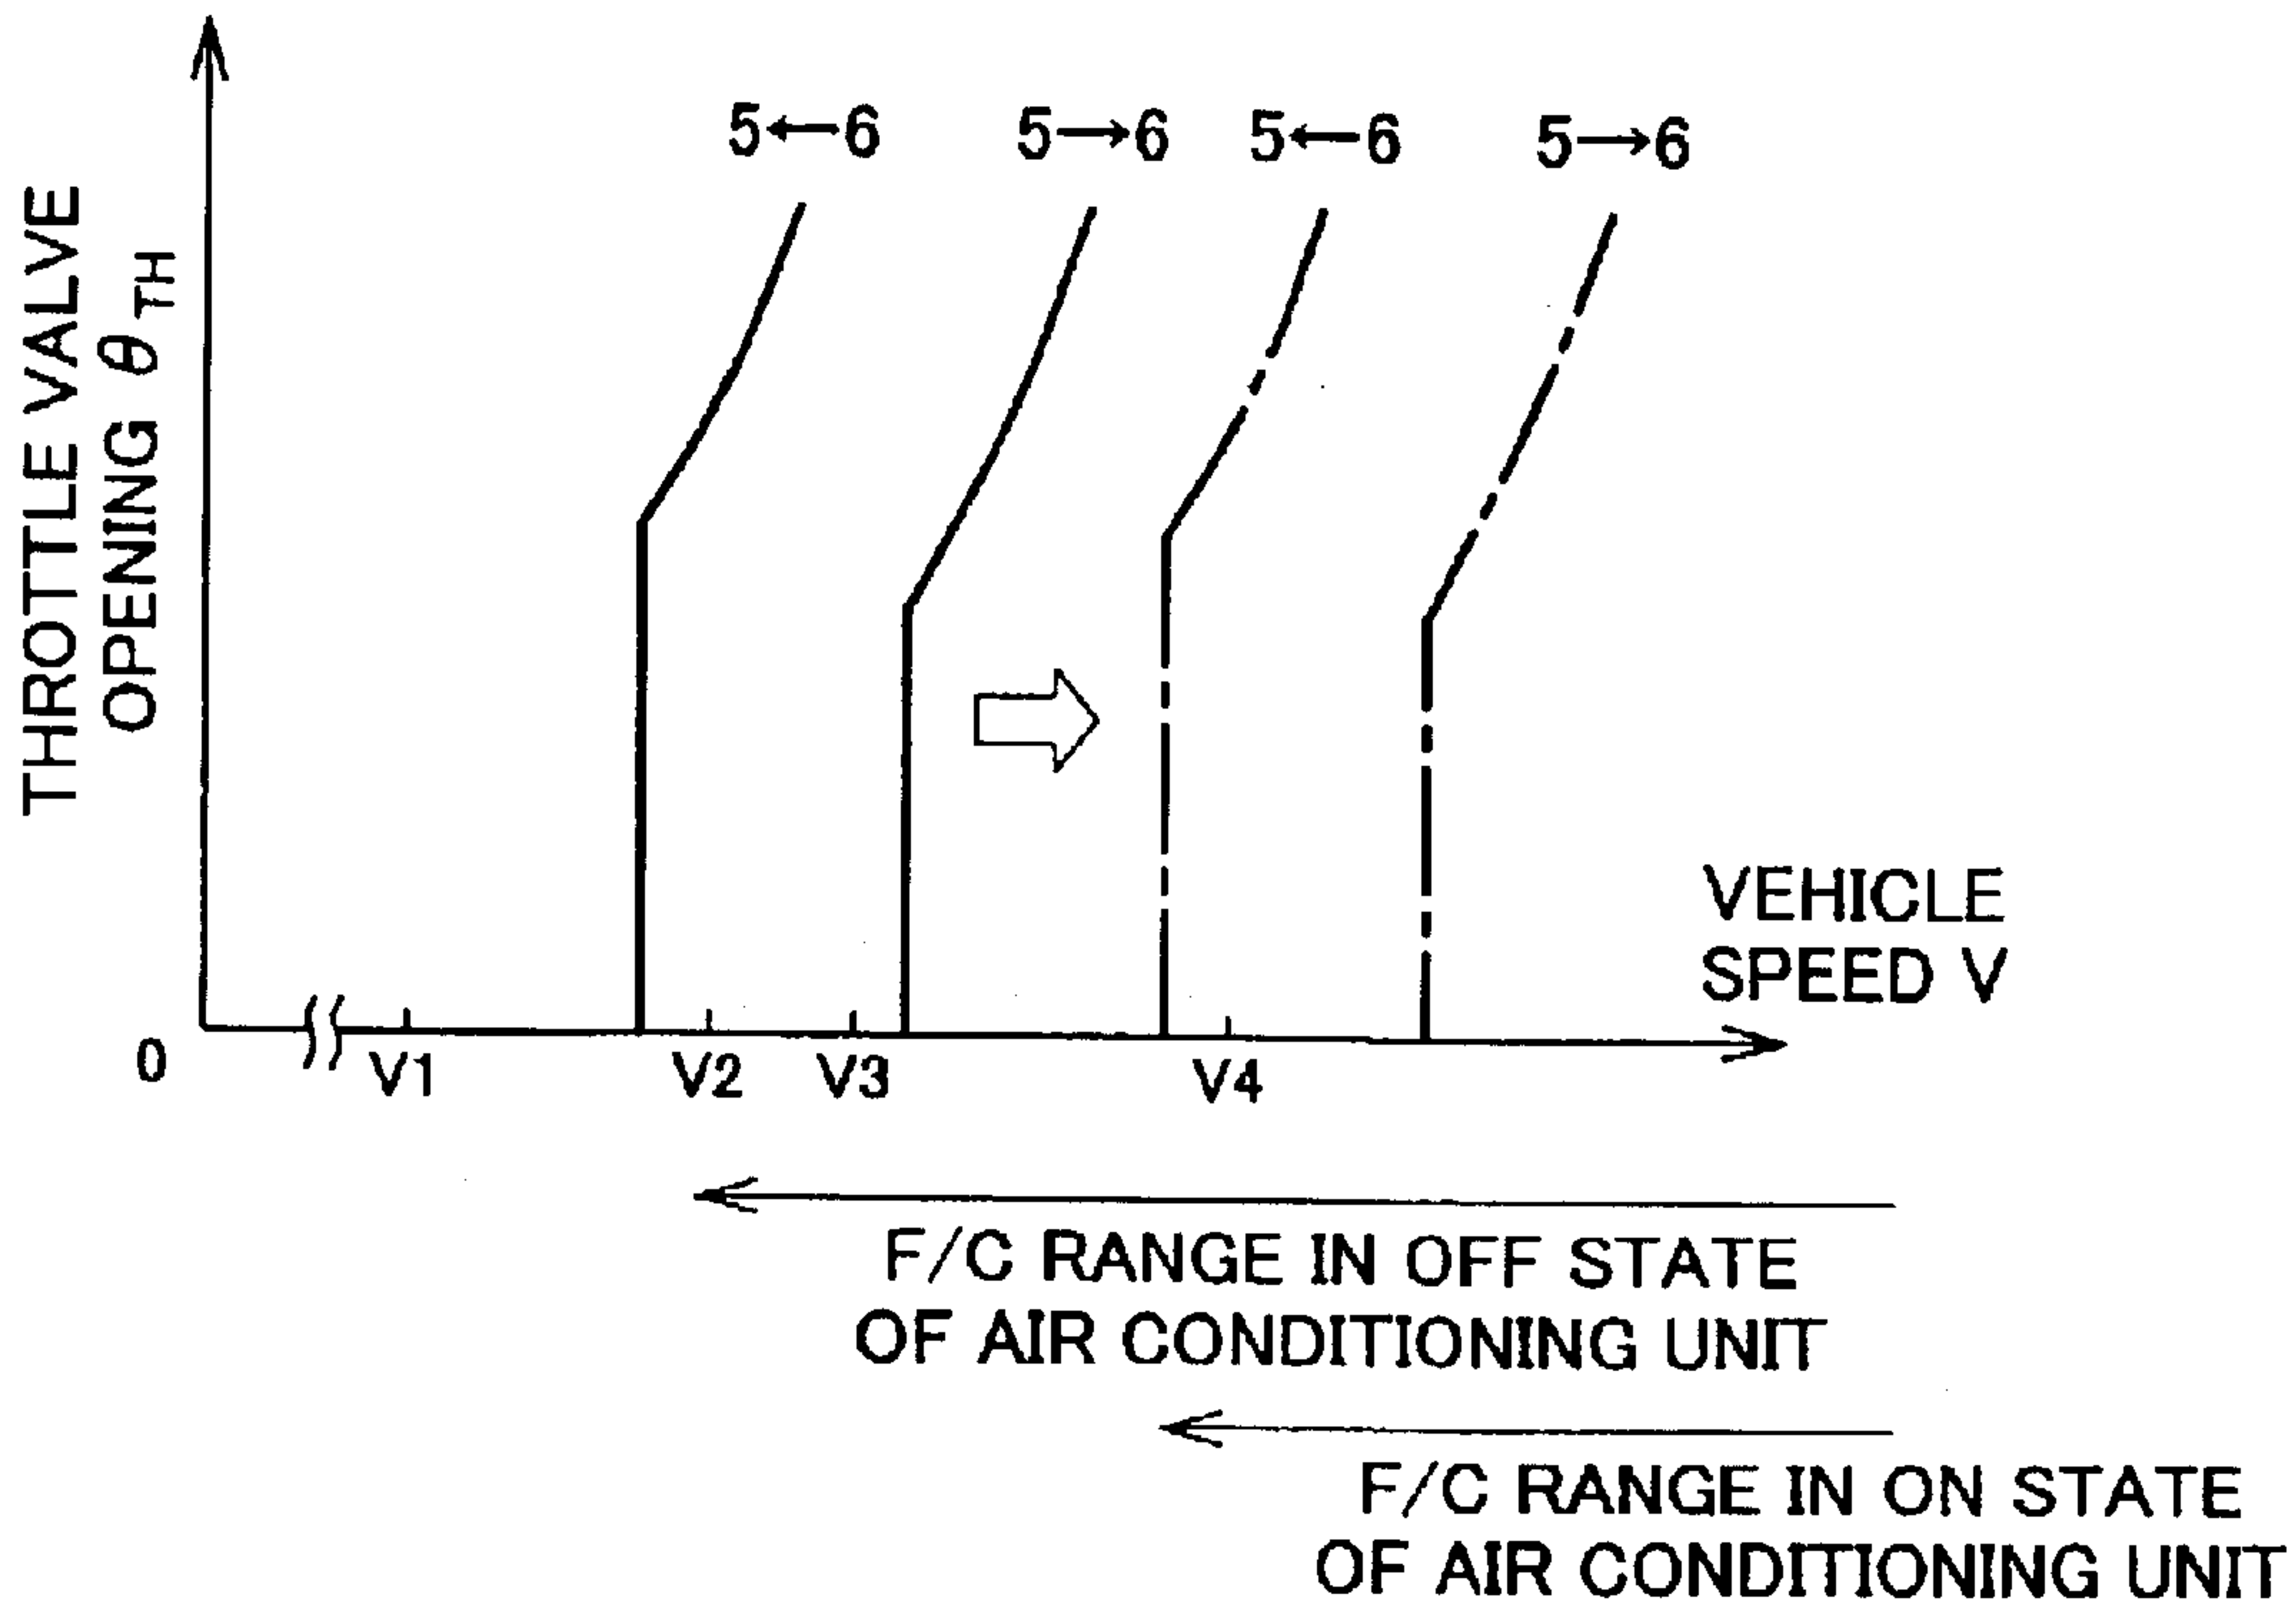 5←6
5→6
5←6
5→6
THROTTLE VALVE
OPENING θTH
VEHICLE
SPEED V
0
V1
V2
V3
V4
F/C RANGE IN OFF STATE
OF AIR CONDITIONING UNIT
F/C RANGE IN ON STATE
OF AIR CONDITIONING UNIT